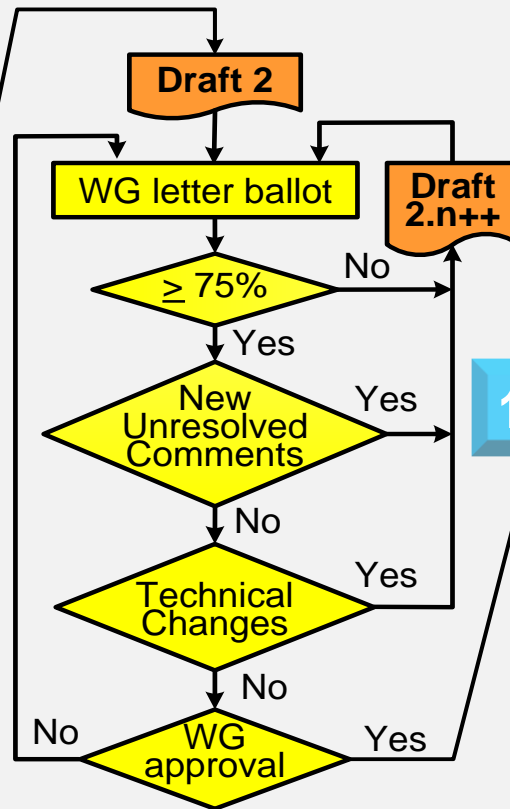 Draft 2
WG letter ballot
Draft
2.n++
≥ 75%
No
Yes
New
Unresolved
Comments
Yes
1
No
Technical
Changes
Yes
No
No
WG
approval
Yes